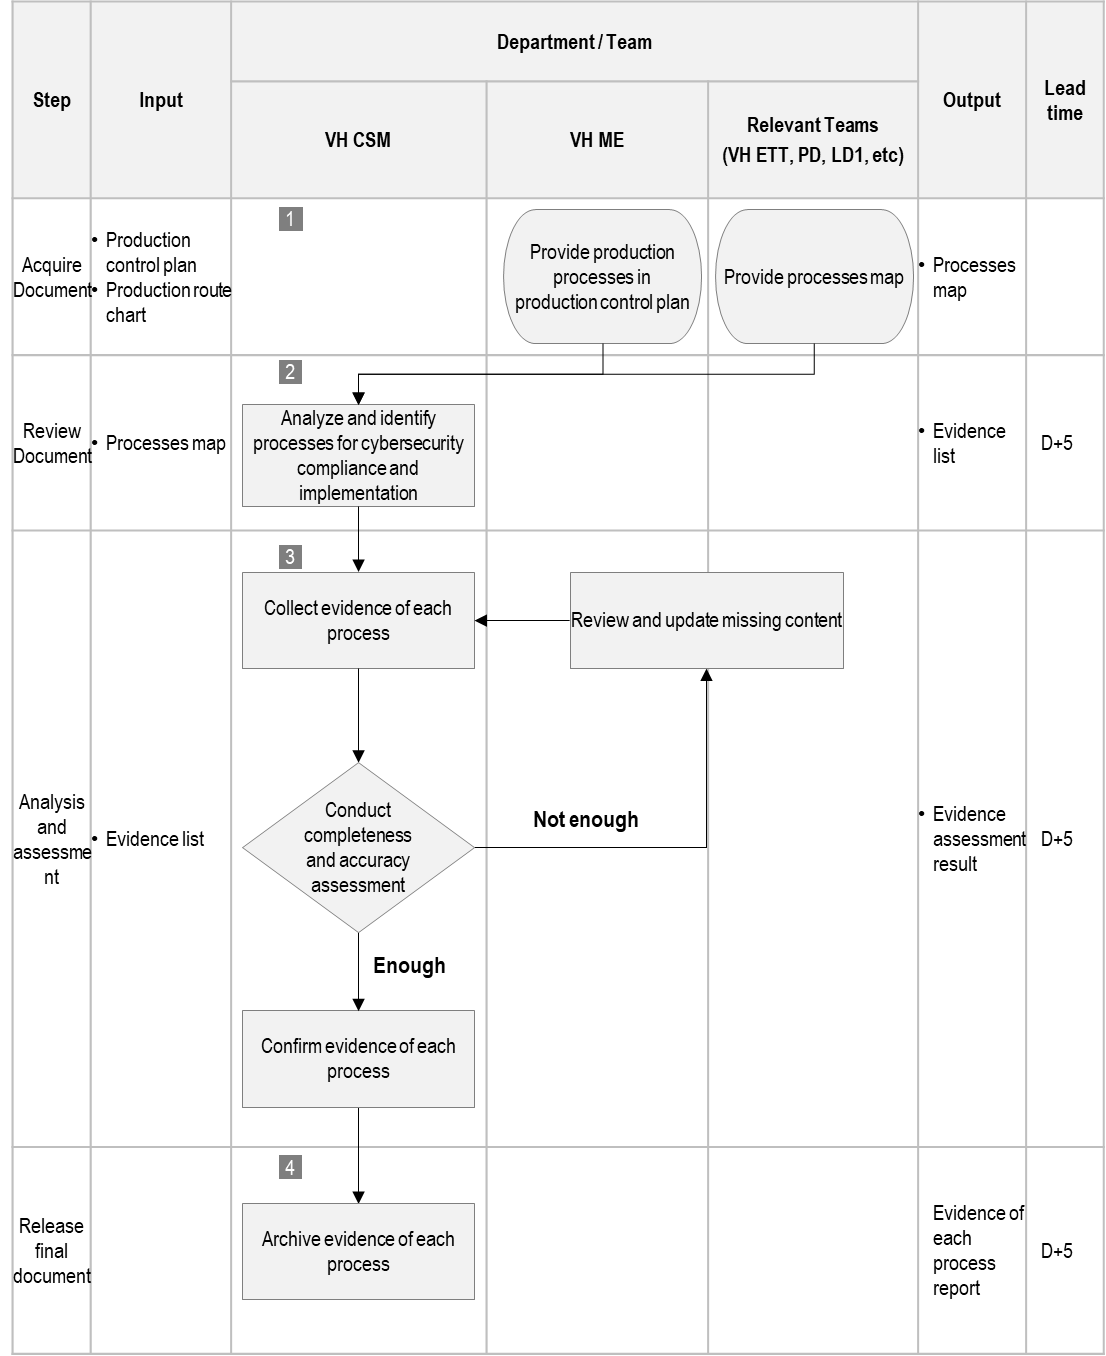 Department / Team
Step
Input
Output
Lead
time
VH CSM
VH ME
Relevant Teams
(VH ETT, PD, LD1, etc)
1
Acquire
Document
• Production
control plan
• Production route
chart
Provide production
processes in
production control plan
Provide processes map
• Processes
map
2
Review
Document
• Processes map
Analyze and identify
processes for cybersecurity
compliance and
implementation
• Evidence
list
D+5
3
Collect evidence of each
process
Review and update missing content
Analysis
and
assessme
nt
• Evidence list
Conduct
completeness
and accuracy
assessment
Not enough
• Evidence
assessment
result
D+5
Enough
Confirm evidence of each
process
4
Release
final
document
Archive evidence of each
process
Evidence of
each
process
report
D+5